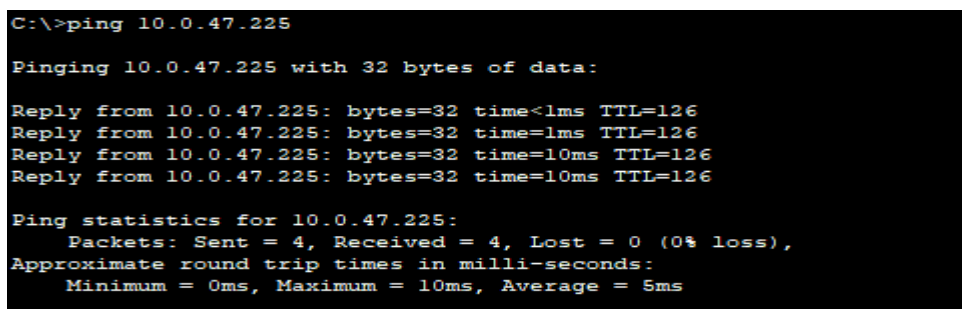 C:\>ping 10.0.47.225
Pinging 10.0.47.225 with 32 bytes of data:
Reply from 10.0.47.225: bytes=32 time<1ms TTL=126
Reply from 10.0.47.225: bytes=32 time=1ms TTL=126
Reply from 10.0.47.225: bytes=32 time=10ms TTL=126
Reply from 10.0.47.225: bytes=32 time=10ms TTL=126
Ping statistics for 10.0.47.225:
Packets: Sent = 4, Received = 4, Lost = 0 (0% loss),
Approximate round trip times in milli-seconds:
Minimum = 0ms, Maximum = 10ms, Average = 5ms